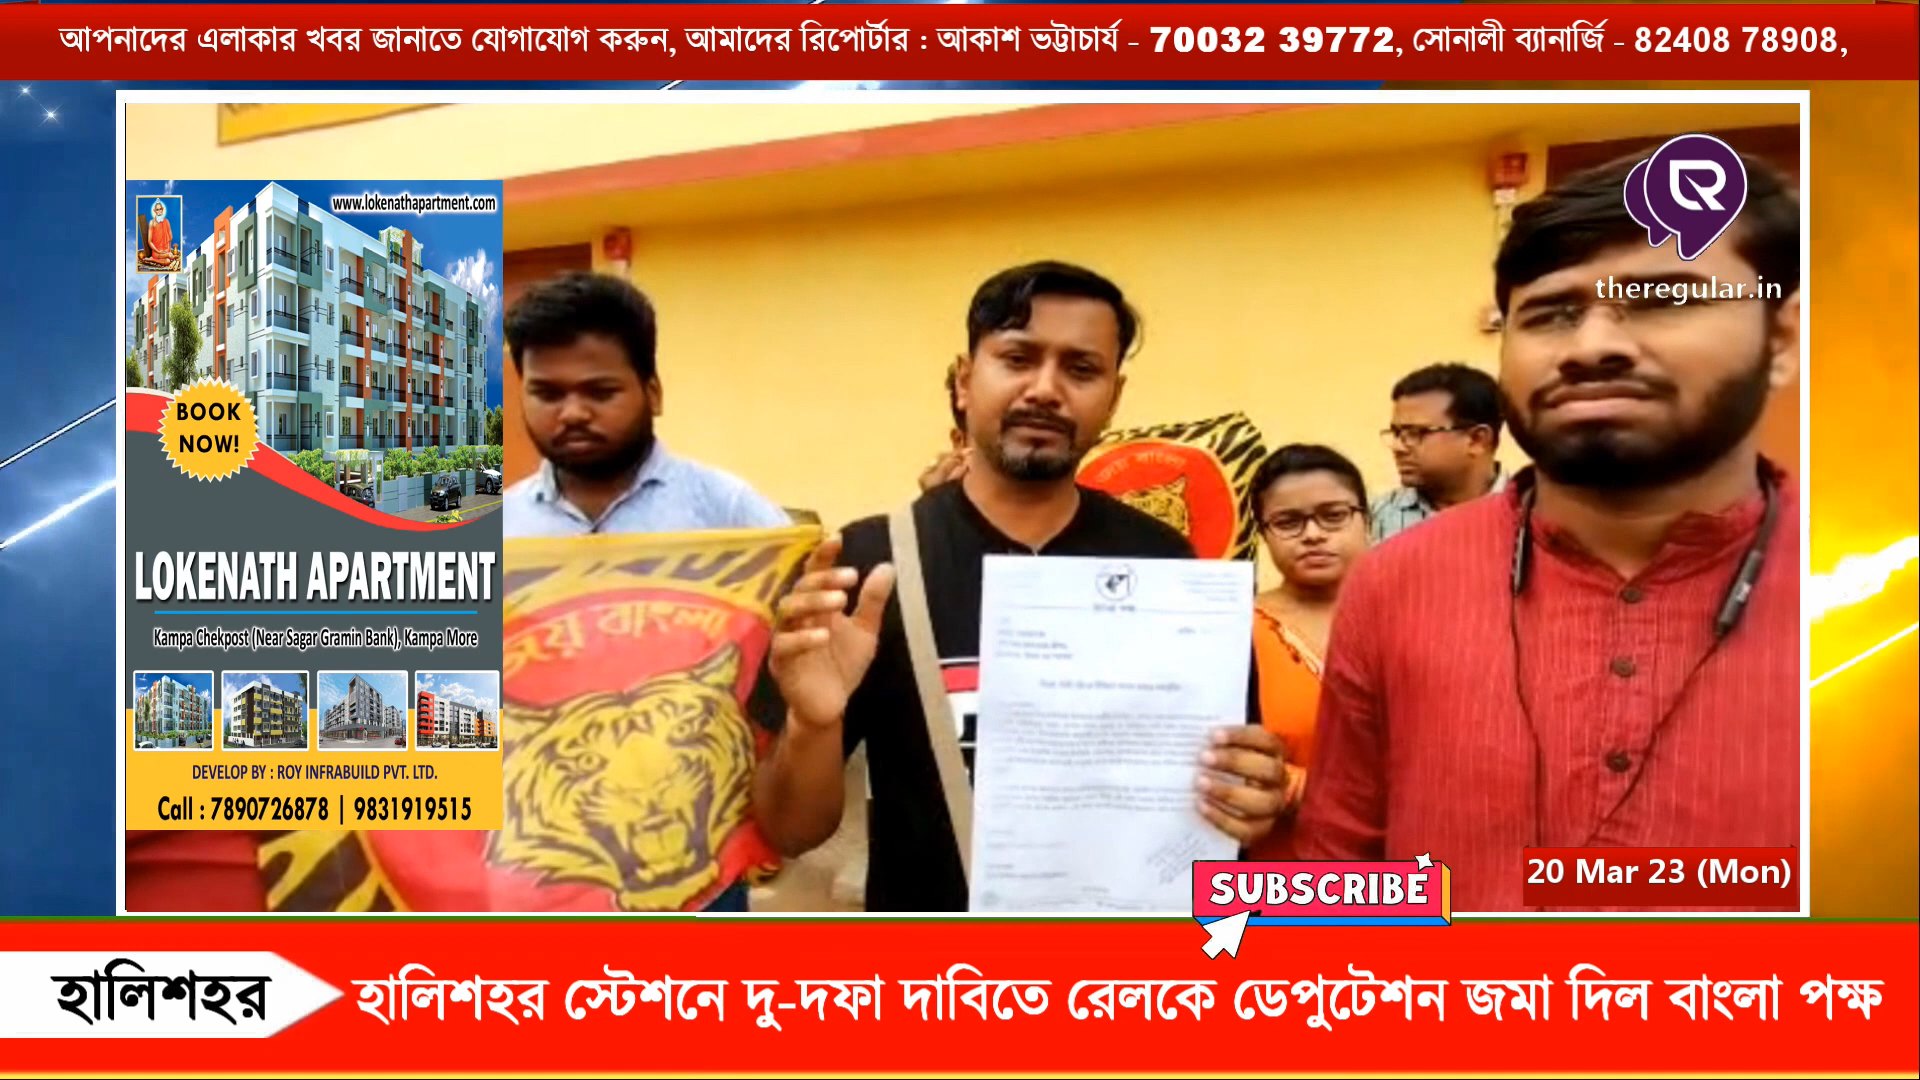 আপনাদের এলাকার খবর জানাতে যোগাযোগ করুন, আমাদের রিপোর্টার : আকাশ ভট্টাচার্য - 70032 39772, সোনালী ব্যানার্জি - 82408 78908,
www.lokenathapartment.com
BOOK
NOW!
LOKENATH APARTMENT
Kampa Chekpost (Near Sagar Gramin Bank), Kampa More
DEVELOP BY : ROY INFRABUILD PVT. LTD.
Call : 7890726878 | 9831919515
theregular.in
জয় বাংলা
জয় বাংলা
SUBSCRIBE
20 Mar 23 (Mon)
হালিশহর
হালিশহর স্টেশনে দু-দফা দাবিতে রেলকে ডেপুটেশন জমা দিল বাংলা পক্ষ